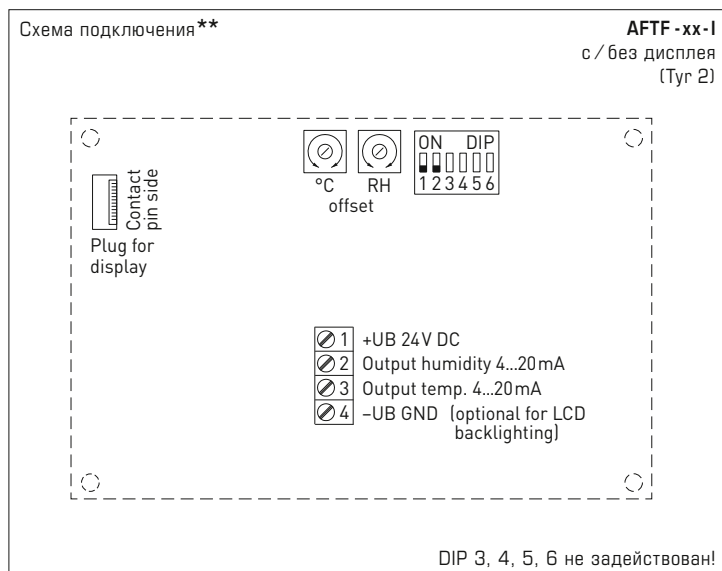 Схема подключения**
AFTF - xx - I
с / без дисплея
(Tyr 2)
ON DIP
1 2 3 4 5 6
°C RH
offset
Contact
pin side
Plug for
display
1 +UB 24V DC
2 Output humidity 4...20mA
3 Output temp. 4...20mA
4 –UB GND (optional for LCD
backlighting)
DIP 3, 4, 5, 6 не задействован!